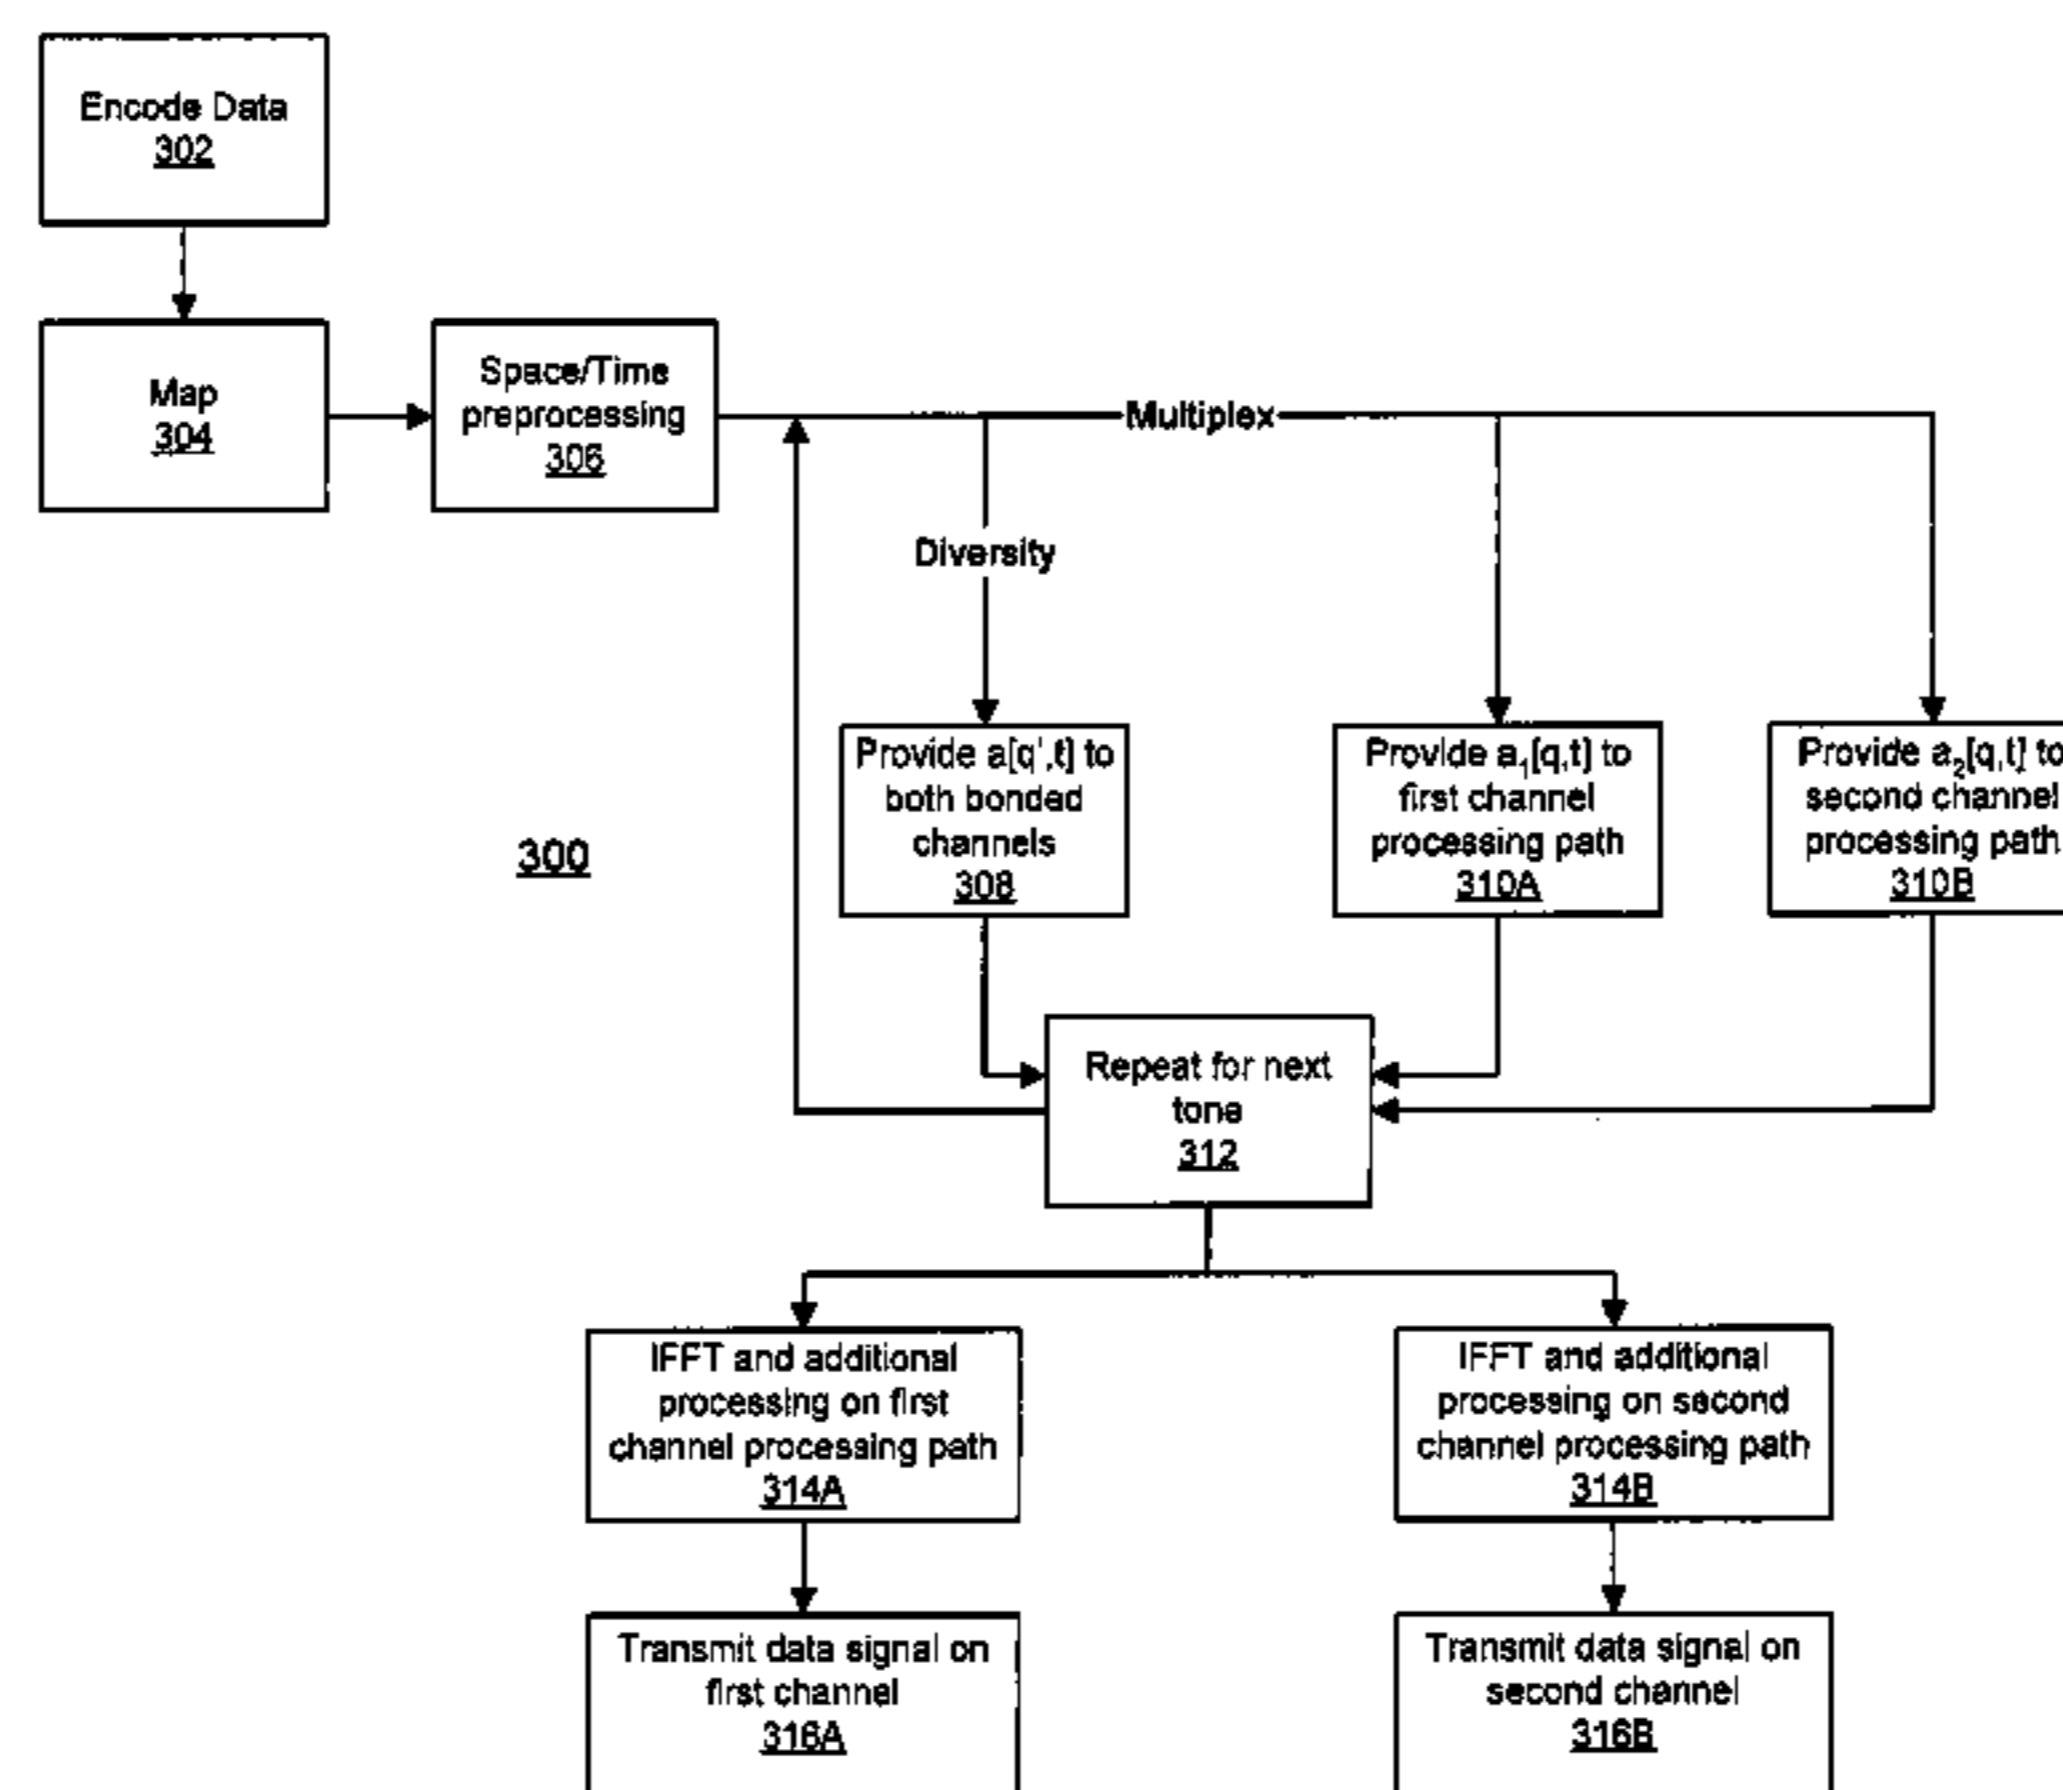 Encode Data
302
Map
304
Space/Time
preprocessing
306
Multiplex
Diversity
Provide a[q',t] to
both bonded
channels
308
Provide a₁[q,t] to
first channel
processing path
310A
Provide a₂[q,t] to
second channel
processing path
310B
300
Repeat for next
tone
312
IFFT and additional
processing on first
channel processing path
314A
IFFT and additional
processing on second
channel processing path
314B
Transmit data signal on
first channel
316A
Transmit data signal on
second channel
316B